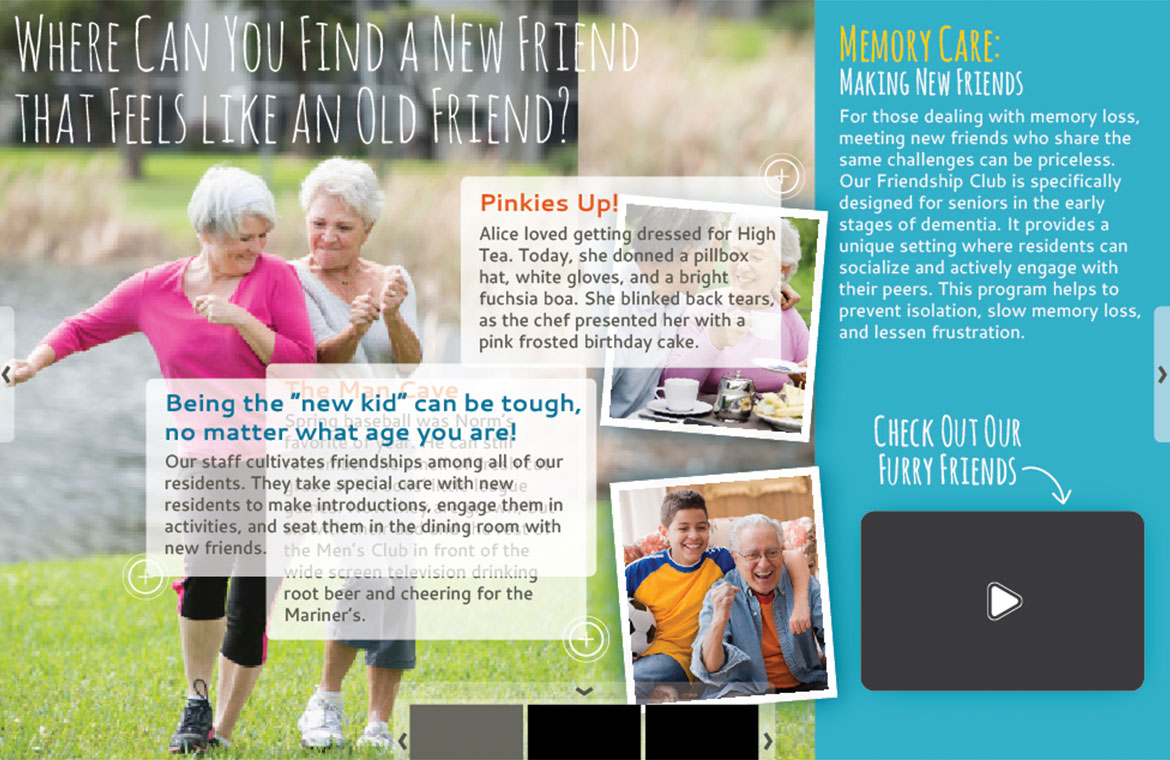 WHERE CAN YOU FIND A NEW FRIEND
THAT FEELS LIKE AN OLD FRIEND?
Pinkies Up!
Alice loved getting dressed for High
Tea. Today, she donned a pillbox
hat, white gloves, and a bright
fuchsia boa. She blinked back tears,
as the chef presented her with a
pink frosted birthday cake.
Being the "new kid" can be tough,
no matter what age you are!
Our staff cultivates friendships among all of our
residents. They take special care with new
residents to make introductions, engage them in
activities, and seat them in the dining room with
new friends.
The Man Cave
Spring baseball was Norm's
favorite of year. He can still
league
the Men's Club in front of the
wide screen television drinking
root beer and cheering for the
Mariner's.
MEMORY CARE:
MAKING NEW FRIENDS
For those dealing with memory loss,
meeting new friends who share the
same challenges can be priceless.
Our Friendship Club is specifically
designed for seniors in the early
stages of dementia. It provides a
unique setting where residents can
socialize and actively engage with
their peers. This program helps to
prevent isolation, slow memory loss,
and lessen frustration.
CHECK OUT OUR
FURRY FRIENDS